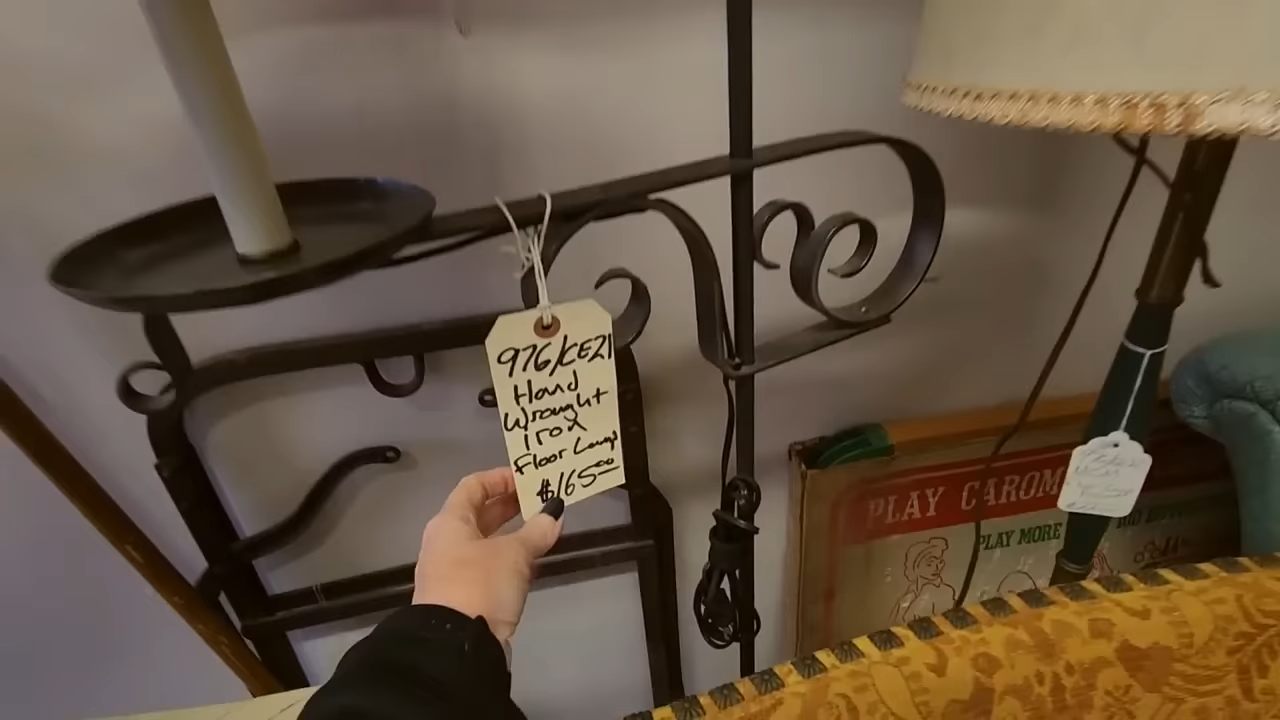 976/CE21
Hand
Wrought
iron
Floor Lamp
$165.00
PLAY CAROM
PLAY MORE